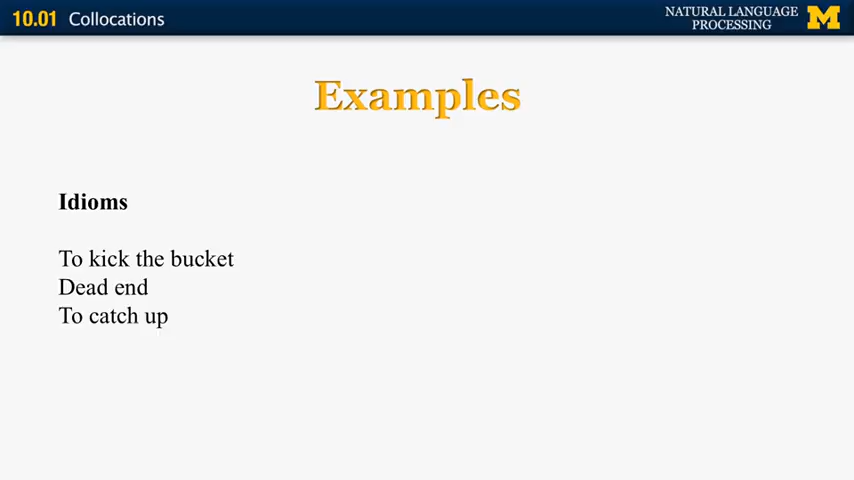 10.01 Collocations
NATURAL LANGUAGE
PROCESSING
M
Examples
Idioms
To kick the bucket
Dead end
To catch up